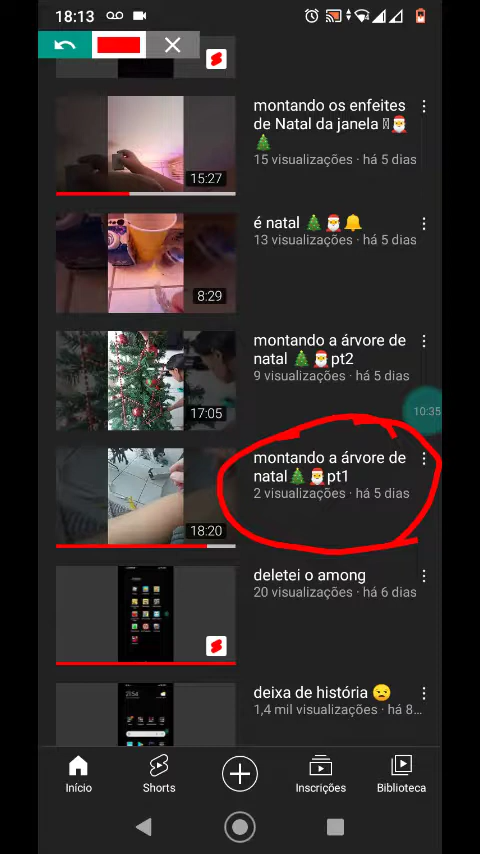 18:13
montando os enfeites
de Natal da janela 🎅
🎄
15 visualizações · há 5 dias
15:27
é natal 🎄🎅🔔
13 visualizações · há 5 dias
8:29
montando a árvore de
natal 🎄🎅pt2
9 visualizações · há 5 dias
17:05
10:35
montando a árvore de
natal🎄🎅pt1
2 visualizações · há 5 dias
18:20
deletei o among
20 visualizações · há 6 dias
deixa de história 😒
1,4 mil visualizações · há 8...
21:54
Início
Shorts
Inscrições
Biblioteca